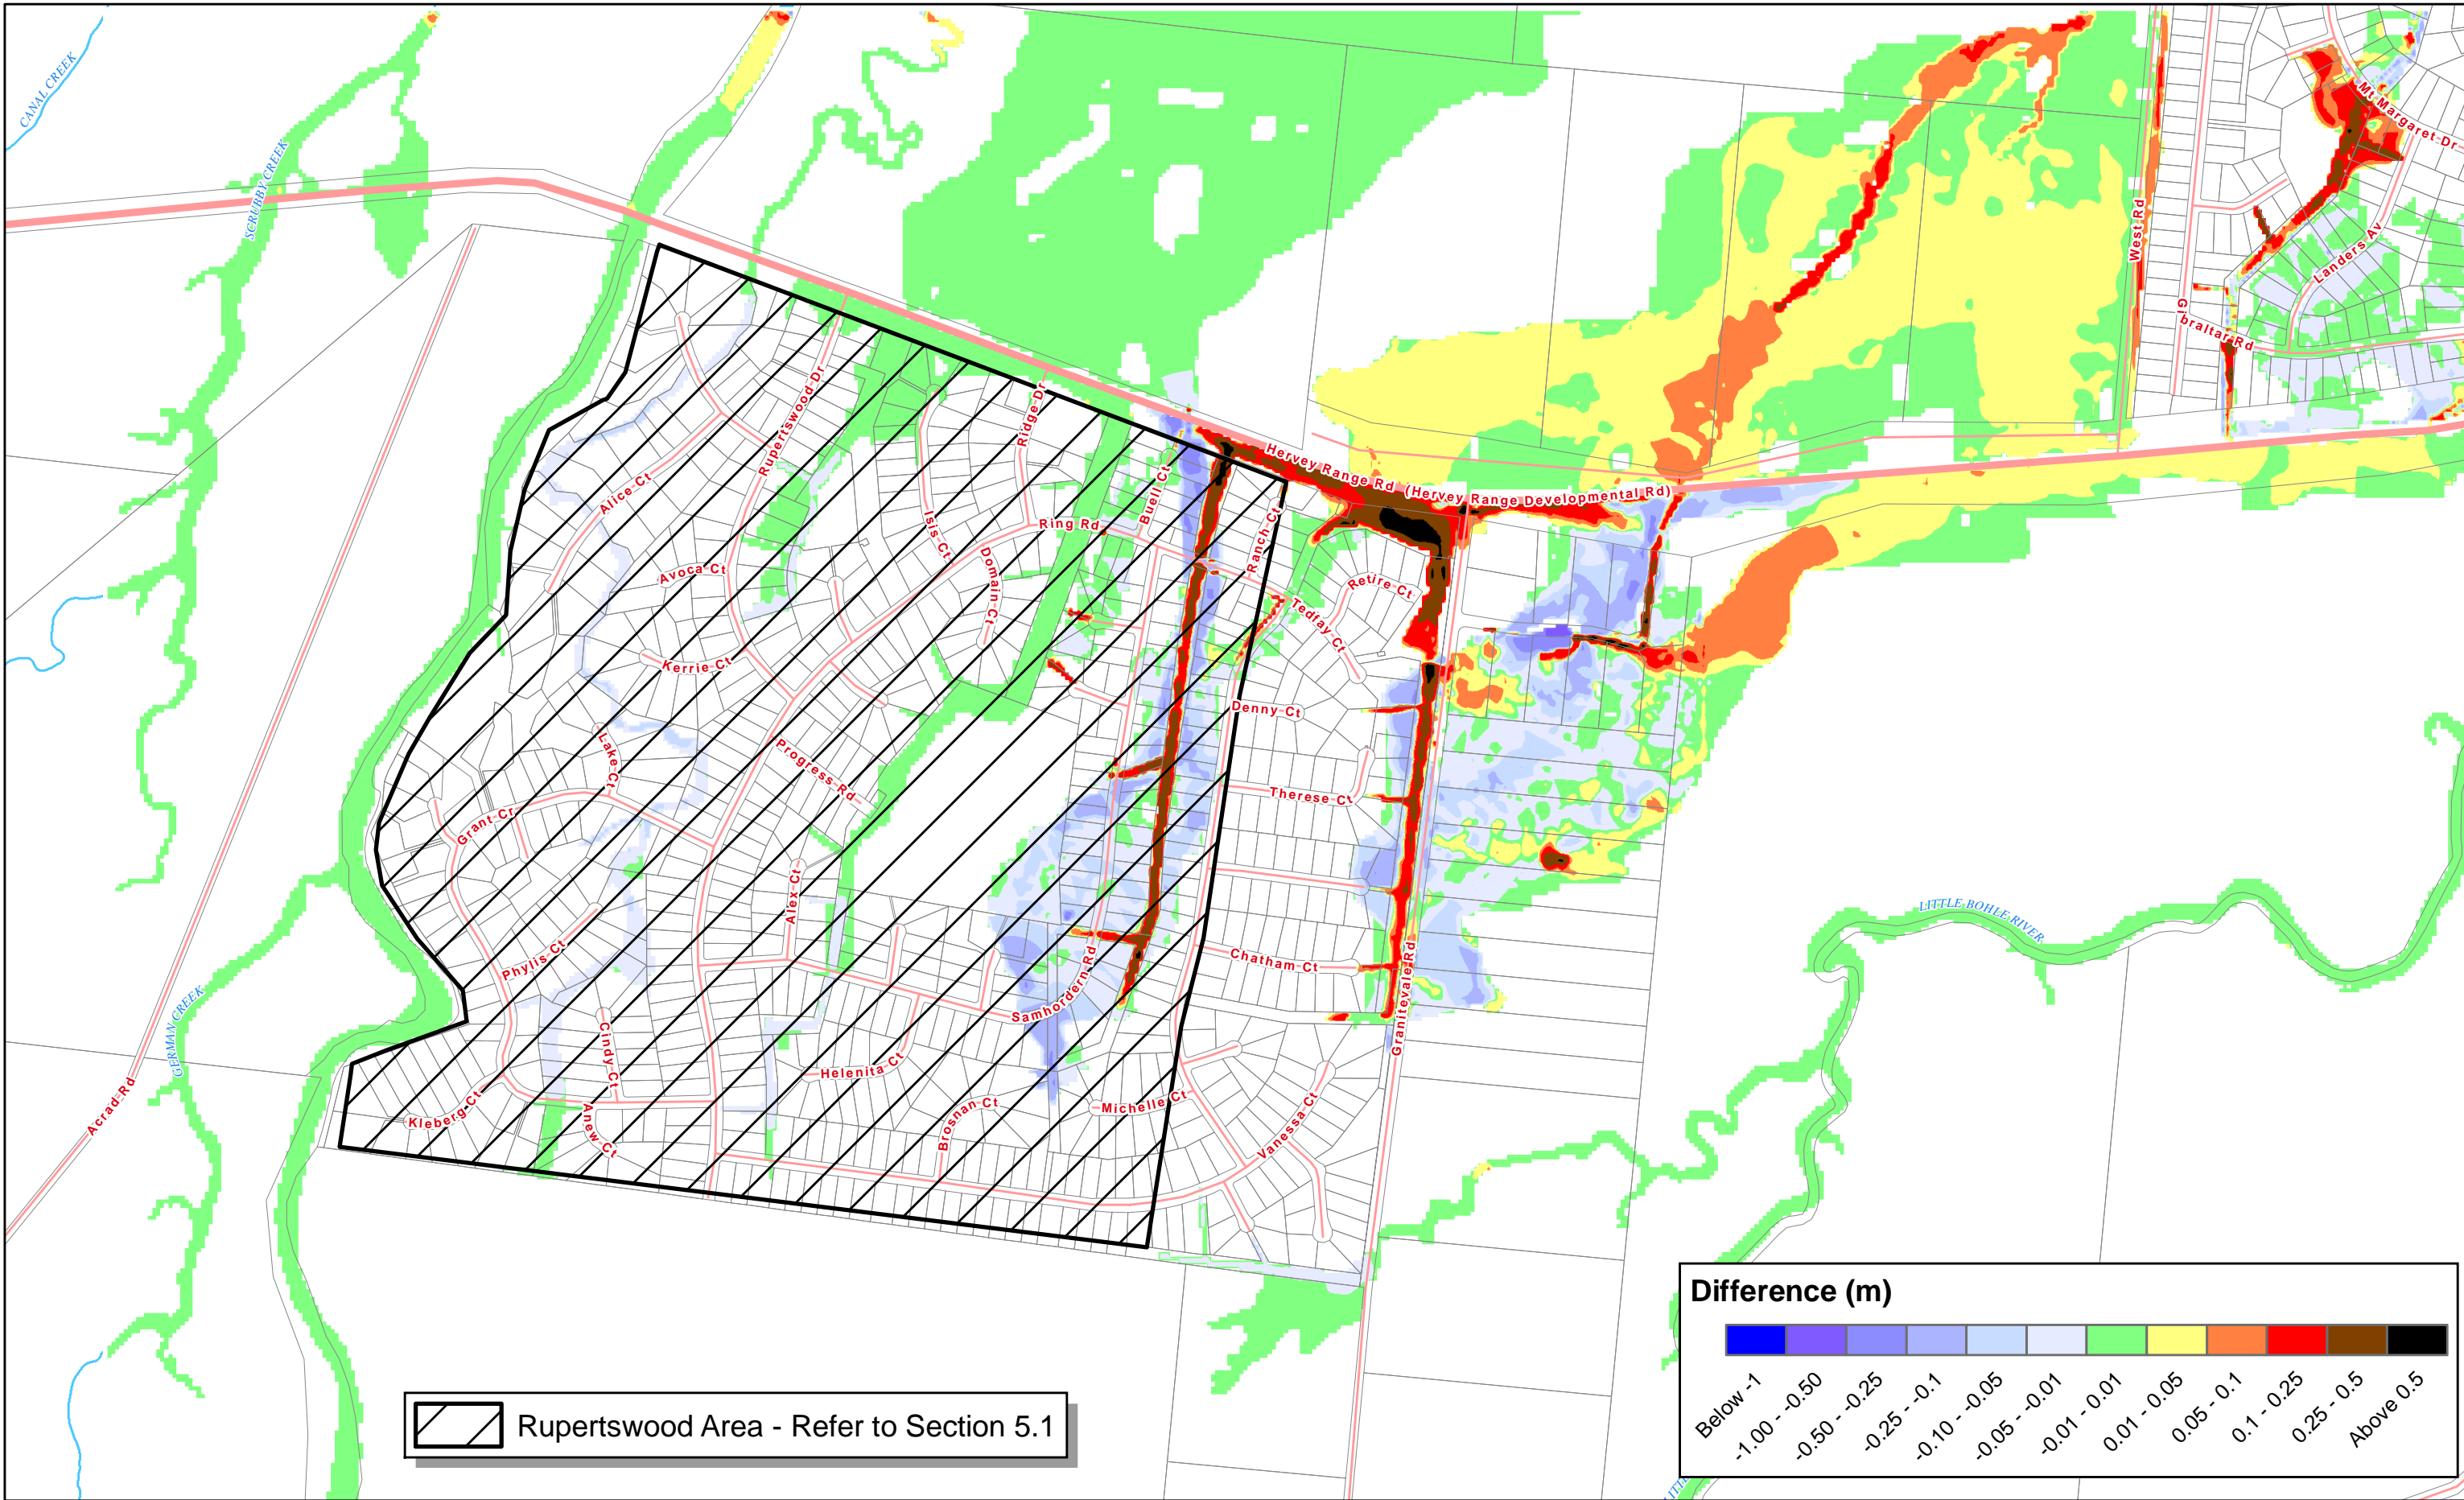 CANAL CREEK
SCRUBBY CREEK
Mt Margaret Dr
West Rd
Landers Av
Gibraltar Rd
Rupertswood Dr
Ridge Dr
Hervey Range Rd (Hervey Range Developmental Rd)
Alice Ct
Buell Ct
Isis Ct
Ring Rd
Ranch Ct
Avoca Ct
Domain Ct
Retire Ct
Tedfay Ct
Kerrie Ct
Denny Ct
Lake Ct
Progress Rd
Therese Ct
Grant Cr
Alex Ct
LITTLE BOHLE RIVER
Phylis Ct
Chatham Ct
Samhordern Rd
Granitevale Rd
GERMAN CREEK
Cindy Ct
Helenita Ct
Acrad Rd
Kleberg Ct
Anew Ct
Brosnan Ct
Michelle Ct
Vanessa Ct
Difference (m)
Below -1
-1.00 - -0.50
-0.50 - -0.25
-0.25 - -0.1
-0.10 - -0.05
-0.05 - -0.01
-0.01 - 0.01
0.01 - 0.05
0.05 - 0.1
0.1 - 0.25
0.25 - 0.5
Above 0.5
Rupertswood Area - Refer to Section 5.1